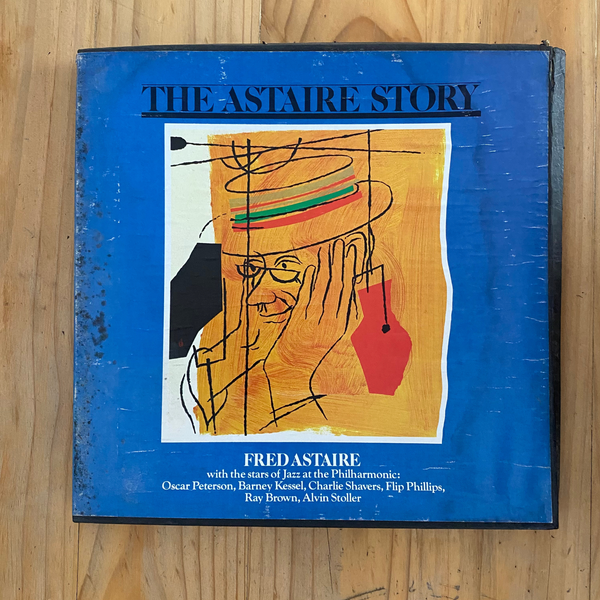 THE ASTAIRE STORY
FRED ASTAIRE
with the stars of Jazz at the Philharmonic:
Oscar Peterson, Barney Kessel, Charlie Shavers, Flip Phillips,
Ray Brown, Alvin Stoller